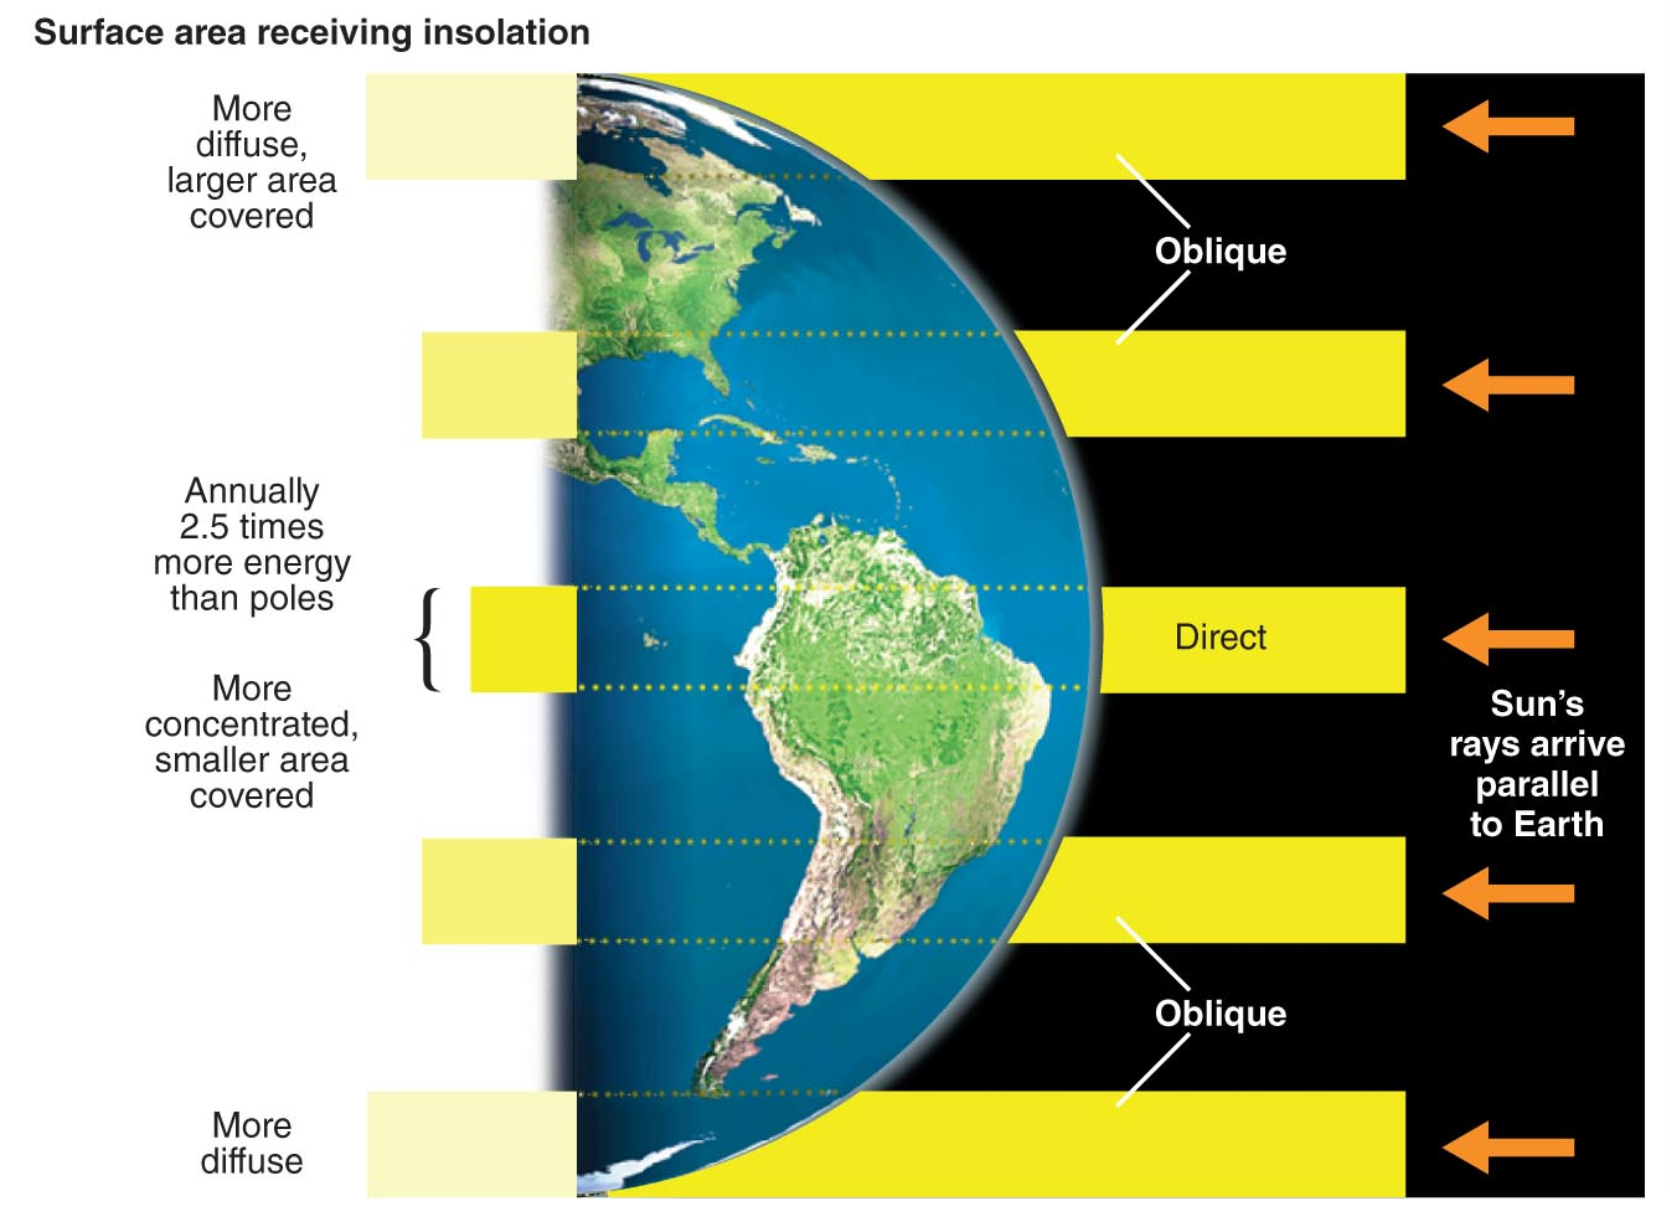 Surface area receiving insolation
More
diffuse,
larger area
covered
Oblique
Annually
2.5 times
more energy
than poles
{
Direct
More
concentrated,
smaller area
covered
Sun’s
rays arrive
parallel
to Earth
Oblique
More
diffuse